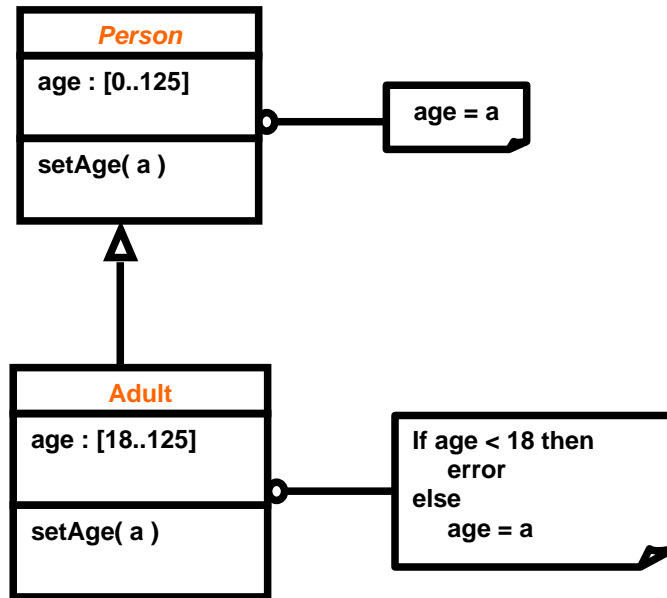 Person
age : [0..125]
age = a
setAge( a )
Adult
age : [18..125]
setAge( a )
If age < 18 then
error
else
age = a